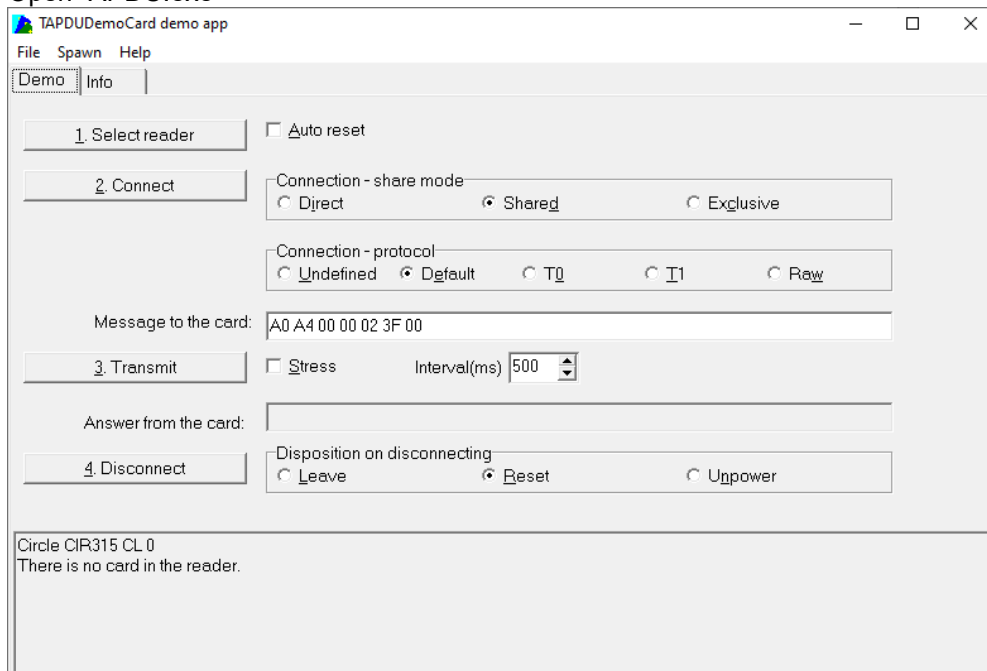 TAPDUDemoCard demo app
File Spawn Help
Demo Info
1. Select reader Auto reset
2. Connect Connection - share mode
Direct Shared Exclusive
Connection - protocol
Undefined Default T0 T1 Raw
Message to the card: A0 A4 00 00 02 3F 00
3. Transmit Stress Interval(ms) 500
Answer from the card:
4. Disconnect Disposition on disconnecting
Leave Reset Unpower
Circle CIR315 CL 0
There is no card in the reader.